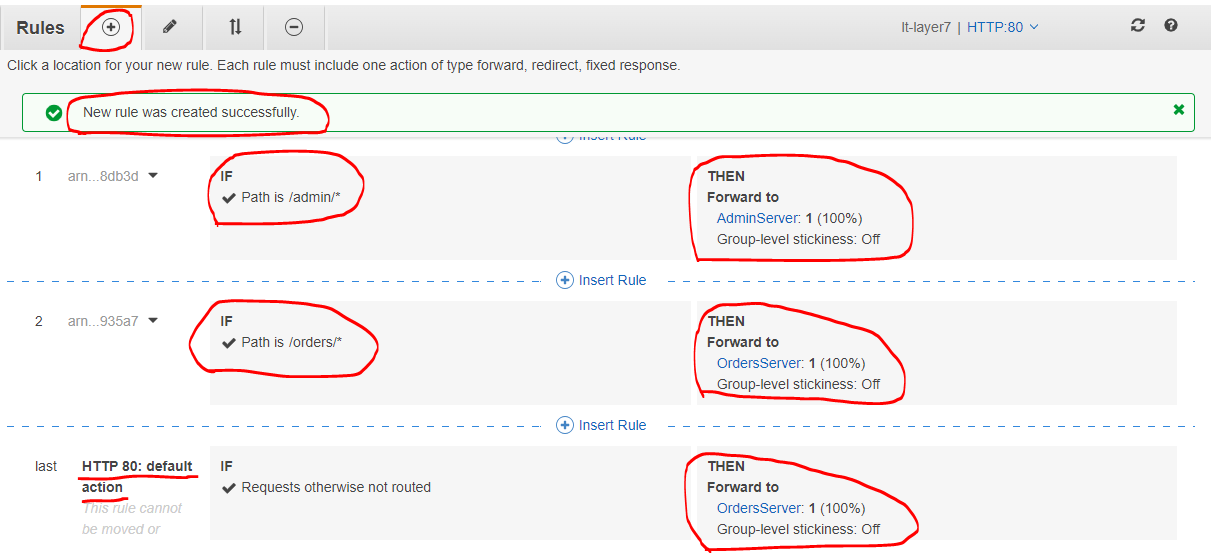 Rules
lt-layer7 | HTTP:80
Click a location for your new rule. Each rule must include one action of type forward, redirect, fixed response.
New rule was created successfully.
Insert Rule
1 arn...8db3d IF THEN
Path is /admin/* Forward to
AdminServer: 1 (100%)
Group-level stickiness: Off
Insert Rule
2 arn...935a7 IF THEN
Path is /orders/* Forward to
OrdersServer: 1 (100%)
Group-level stickiness: Off
Insert Rule
last HTTP 80: default IF THEN
action Requests otherwise not routed Forward to
This rule cannot OrdersServer: 1 (100%)
be moved or Group-level stickiness: Off